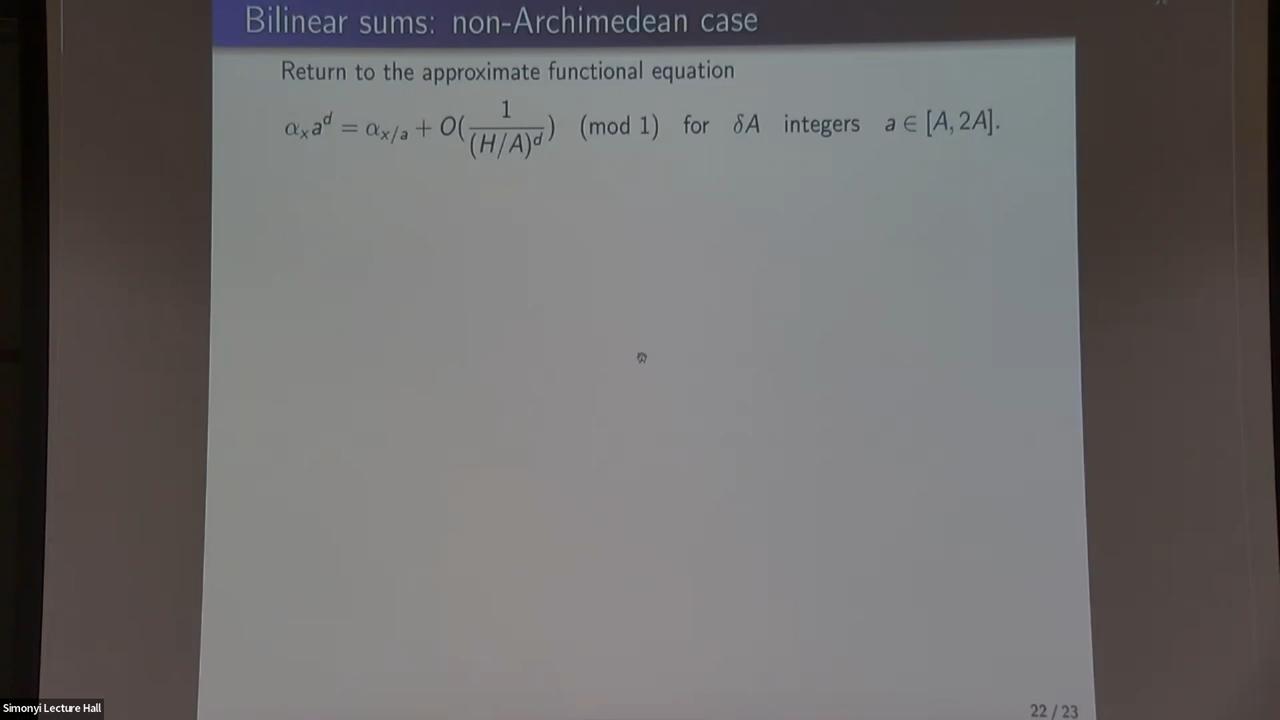 Bilinear sums: non-Archimedean case
Return to the approximate functional equation
αₓaᵈ = α_{x/a} + O(1/(H/A)ᵈ) (mod 1) for δA integers a ∈ [A, 2A].
22 / 23
Simonyi Lecture Hall